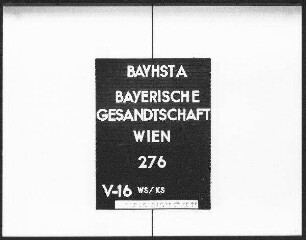 BAYHSTA
BAYERISCHE
GESANDTSCHAFT
WIEN
276
V-16 WS/KS